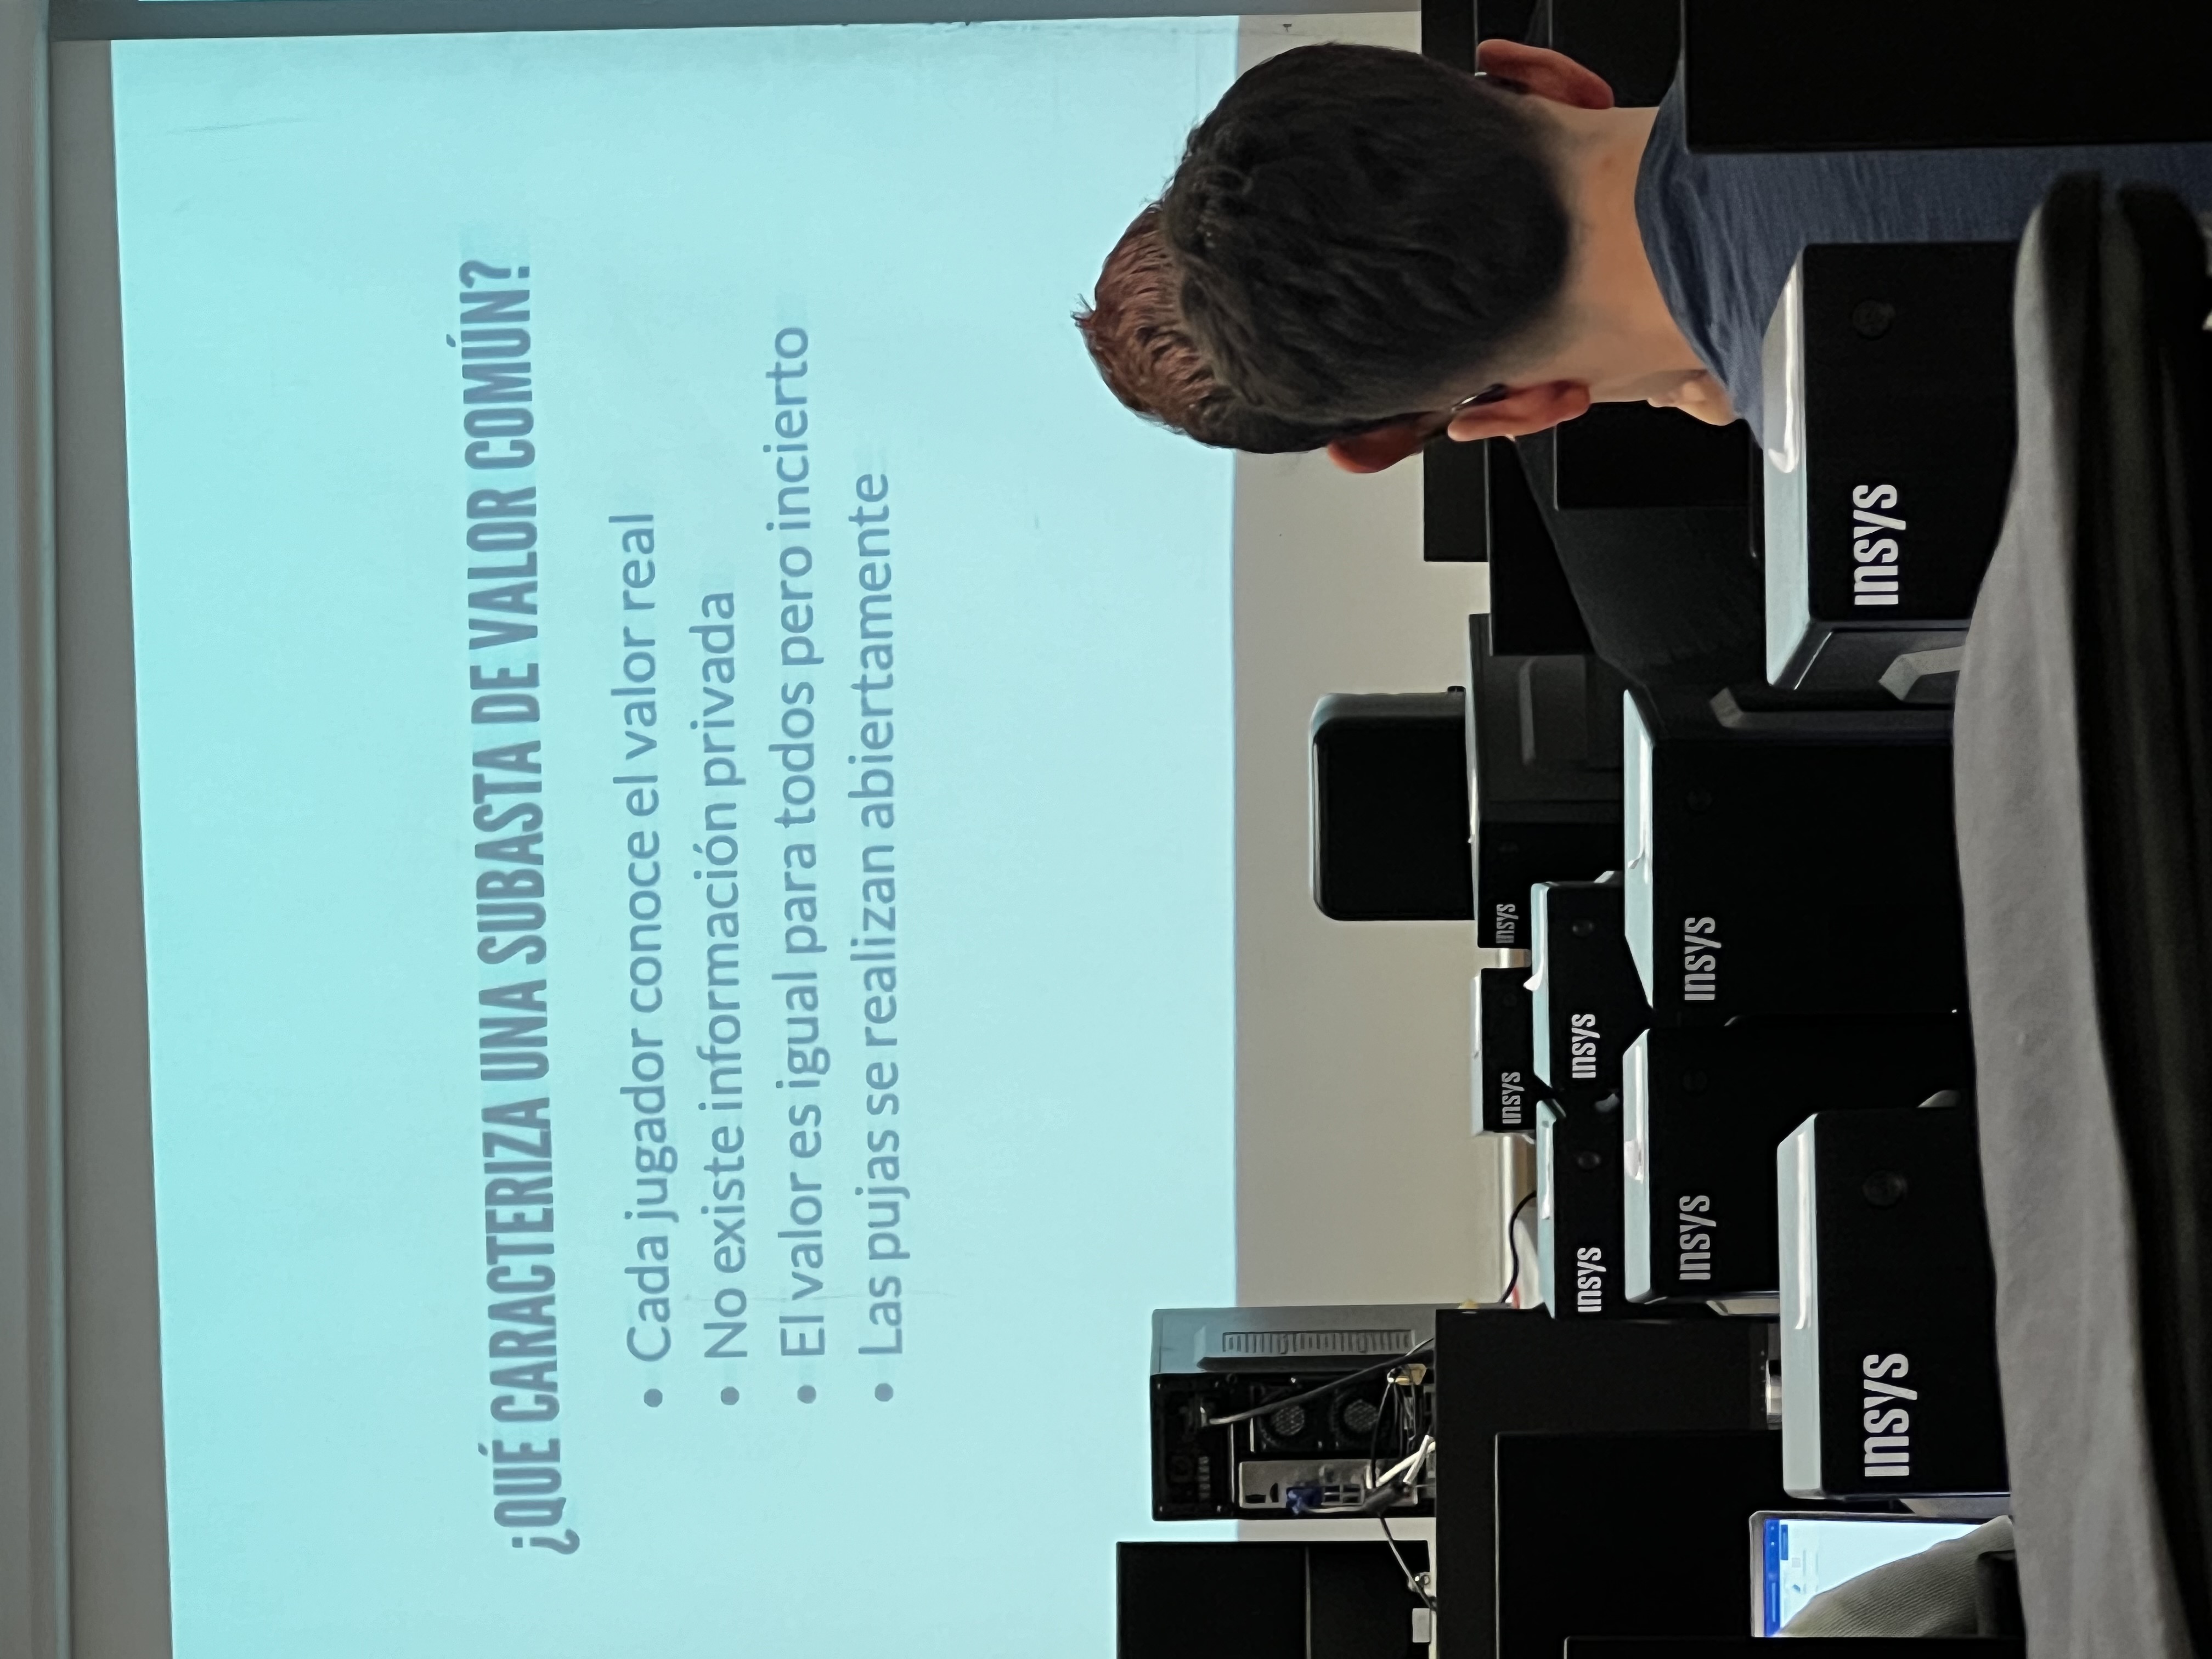 ¿QUÉ CARACTERIZA UNA SUBASTA DE VALOR COMÚN?
• Cada jugador conoce el valor real
• No existe información privada
• El valor es igual para todos pero incierto
• Las pujas se realizan abiertamente
insys
insys
insys
insys
insys
insys
insys
insys